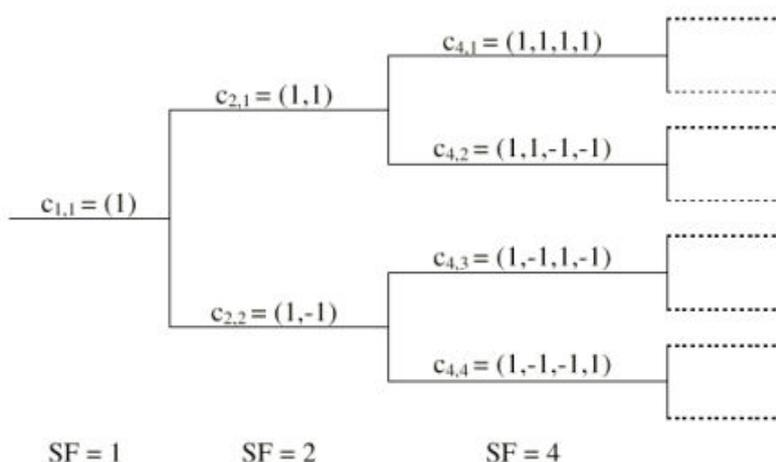 c4,1 = (1,1,1,1)
c2,1 = (1,1)
c4,2 = (1,1,-1,-1)
c1,1 = (1)
c4,3 = (1,-1,1,-1)
c2,2 = (1,-1)
c4,4 = (1,-1,-1,1)
SF = 1 SF = 2 SF = 4